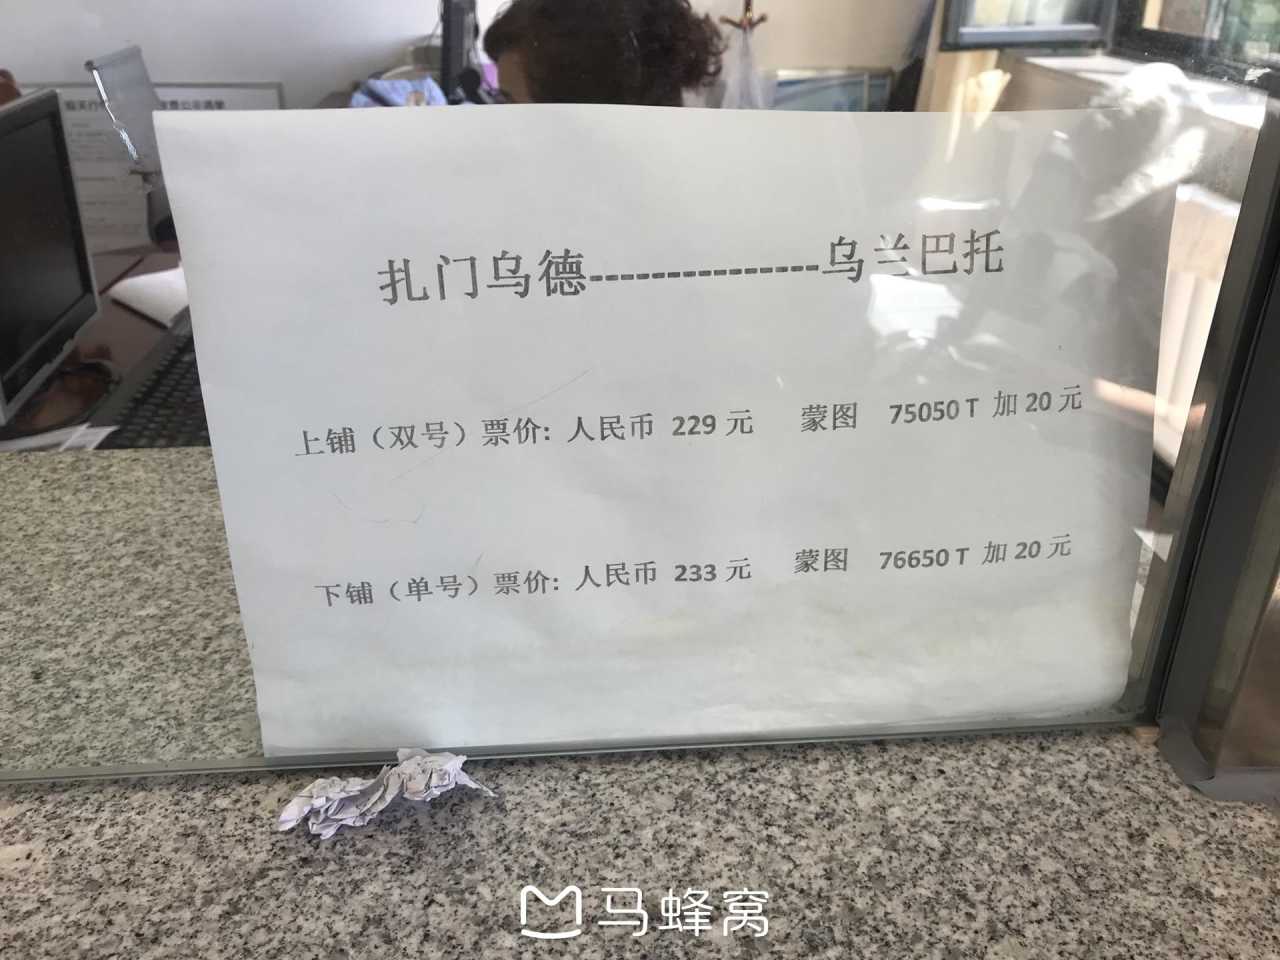 扎门乌德---------------乌兰巴托
上铺（双号）票价: 人民币 229 元 蒙图 75050 T 加 20 元
下铺（单号）票价: 人民币 233 元 蒙图 76650 T 加 20 元
马蜂窝